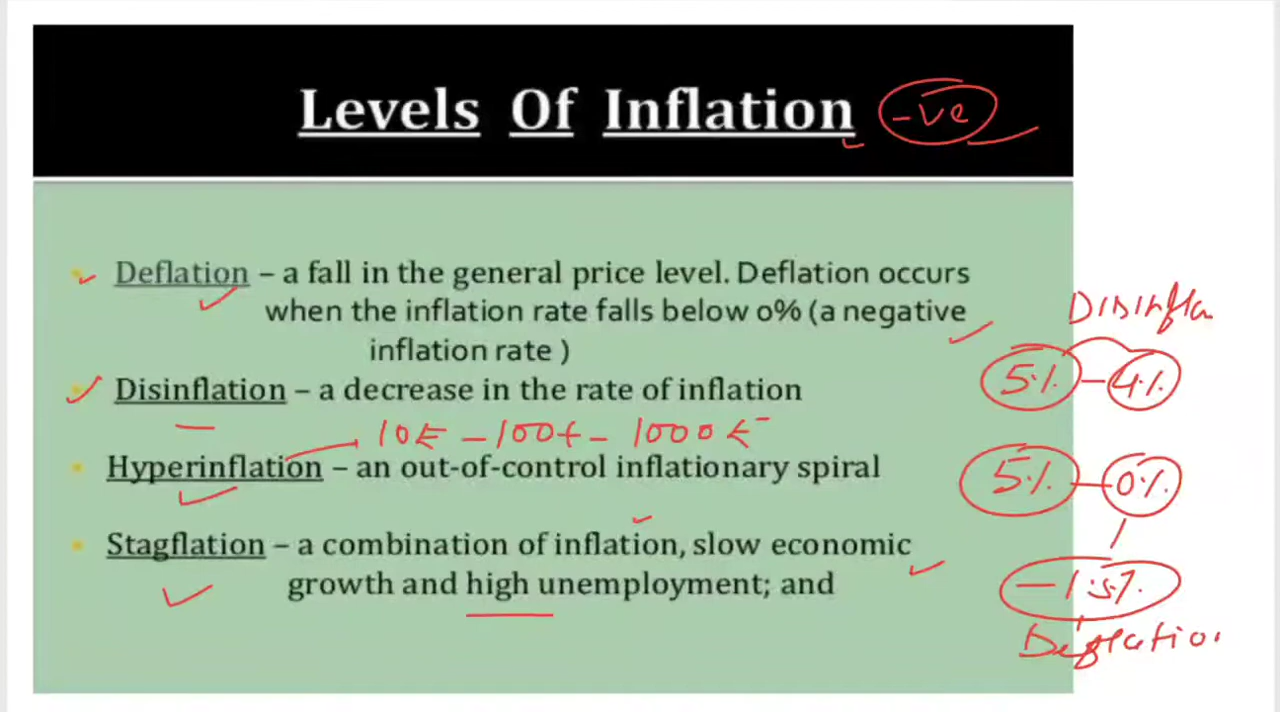 Levels Of Inflation -ve
Deflation – a fall in the general price level. Deflation occurs
when the inflation rate falls below 0% (a negative
inflation rate )
Disinfla
5% – 4%
Disinflation – a decrease in the rate of inflation
10₹ – 100₹ – 1000₹
Hyperinflation – an out-of-control inflationary spiral
5% – 0%
Stagflation – a combination of inflation, slow economic
growth and high unemployment; and
-1.5%
Deflation